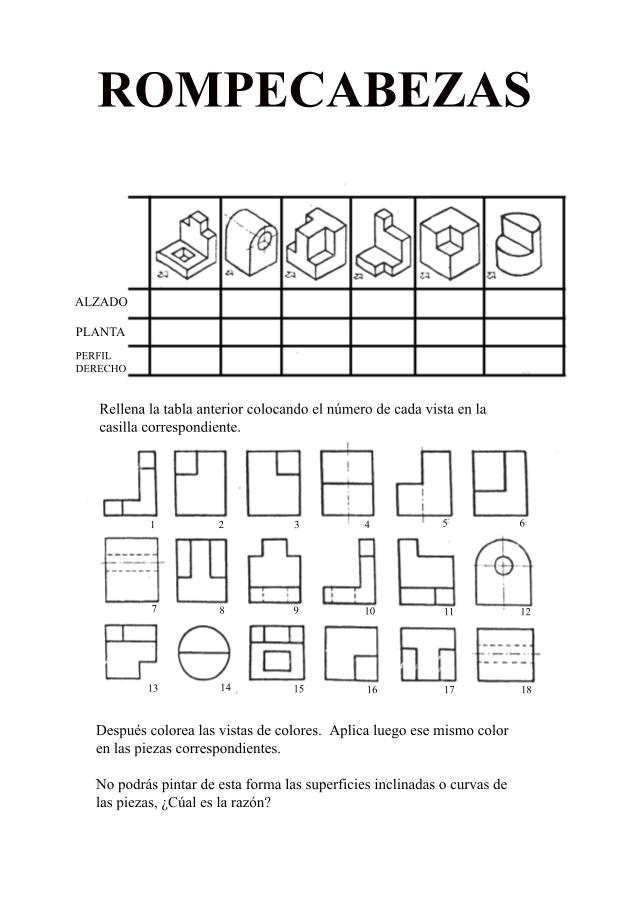 ROMPECABEZAS
ALZADO
PLANTA
PERFIL
DERECHO
Rellena la tabla anterior colocando el número de cada vista en la
casilla correspondiente.
1 2 3 4 5 6
7 8 9 10 11 12
13 14 15 16 17 18
Después colorea las vistas de colores. Aplica luego ese mismo color
en las piezas correspondientes.
No podrás pintar de esta forma las superficies inclinadas o curvas de
las piezas, ¿Cúal es la razón?